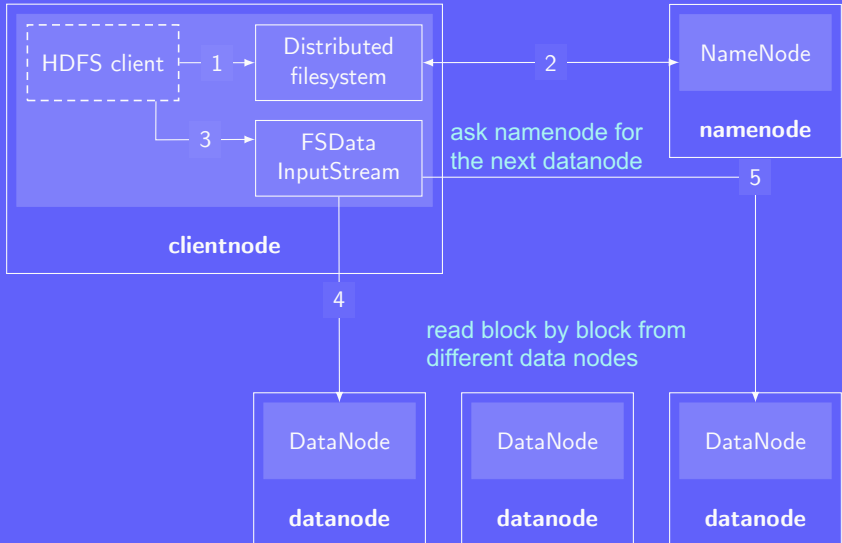 HDFS client
1
Distributed
filesystem
2
NameNode
namenode
3
FSData
InputStream
ask namenode for
the next datanode
5
clientnode
4
read block by block from
different data nodes
DataNode
datanode
DataNode
datanode
DataNode
datanode